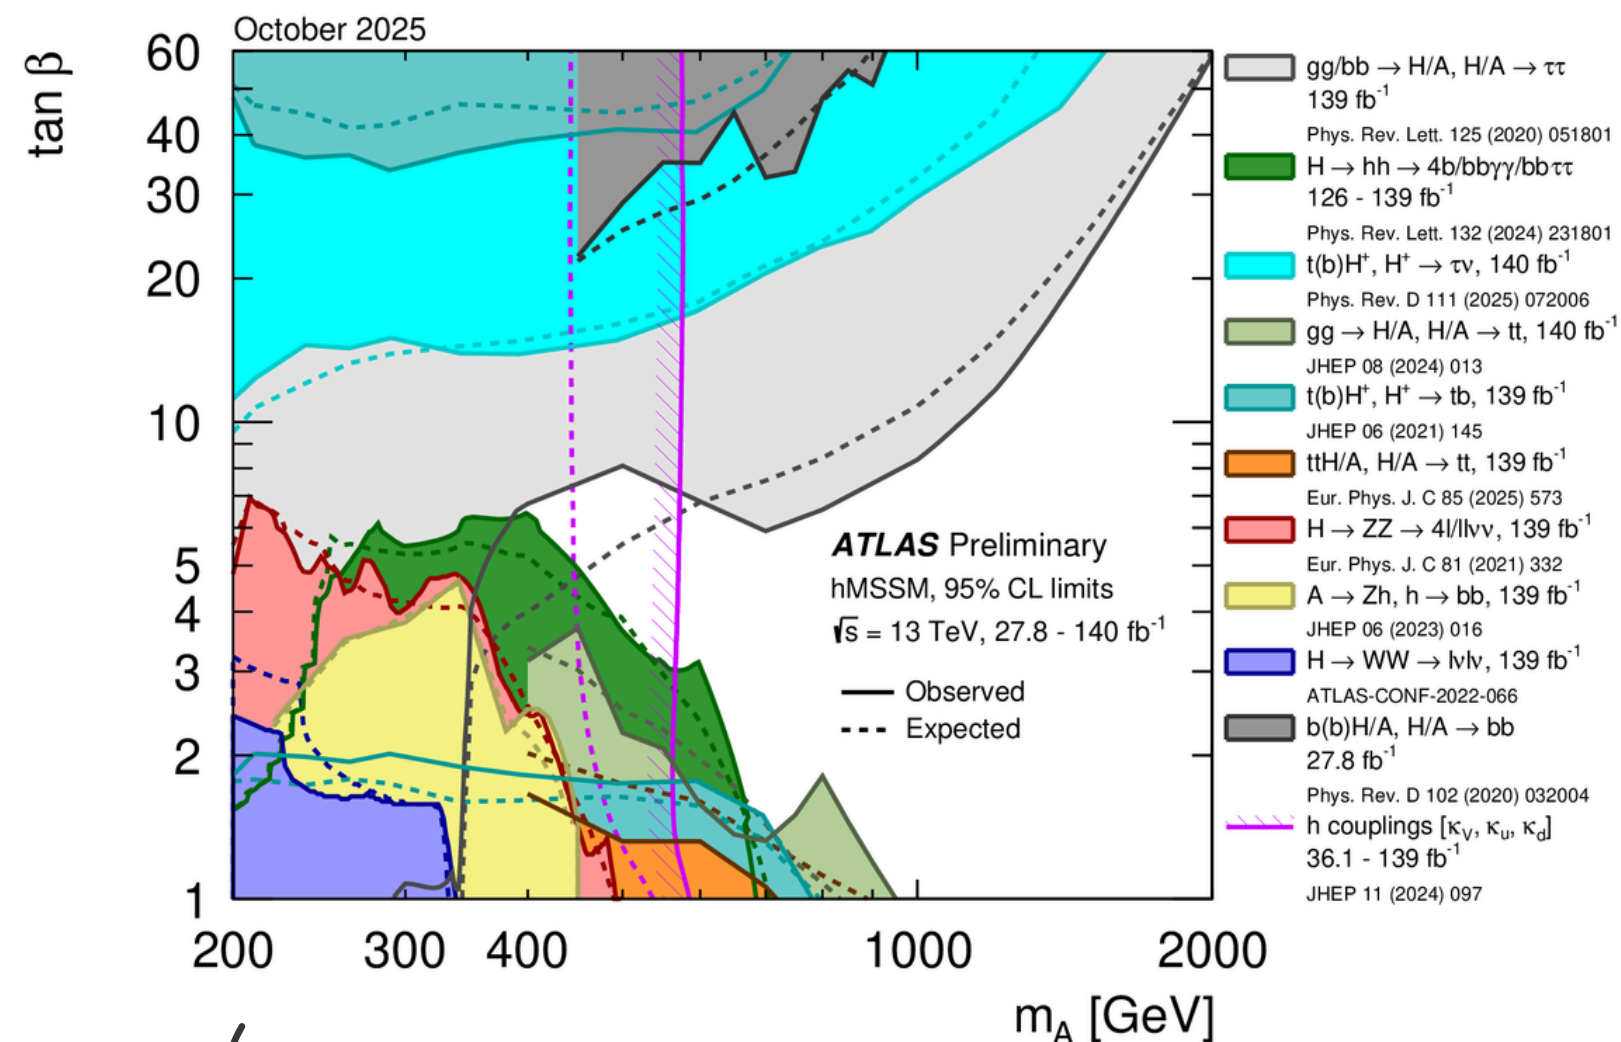 October 2025
tan β
60
40
30
20
10
5
4
3
2
1
200
300
400
1000
2000
m_A [GeV]
ATLAS Preliminary
hMSSM, 95% CL limits
√s = 13 TeV, 27.8 - 140 fb⁻¹
Observed
Expected
gg/bb → H/A, H/A → ττ
139 fb⁻¹
Phys. Rev. Lett. 125 (2020) 051801
H → hh → 4b/bbγγ/bbττ
126 - 139 fb⁻¹
Phys. Rev. Lett. 132 (2024) 231801
t(b)H⁺, H⁺ → τν, 140 fb⁻¹
Phys. Rev. D 111 (2025) 072006
gg → H/A, H/A → tt, 140 fb⁻¹
JHEP 08 (2024) 013
t(b)H⁺, H⁺ → tb, 139 fb⁻¹
JHEP 06 (2021) 145
ttH/A, H/A → tt, 139 fb⁻¹
Eur. Phys. J. C 85 (2025) 573
H → ZZ → 4l/llνν, 139 fb⁻¹
Eur. Phys. J. C 81 (2021) 332
A → Zh, h → bb, 139 fb⁻¹
JHEP 06 (2023) 016
H → WW → lνlν, 139 fb⁻¹
ATLAS-CONF-2022-066
b(b)H/A, H/A → bb
27.8 fb⁻¹
Phys. Rev. D 102 (2020) 032004
h couplings [κ_V, κ_u, κ_d]
36.1 - 139 fb⁻¹
JHEP 11 (2024) 097